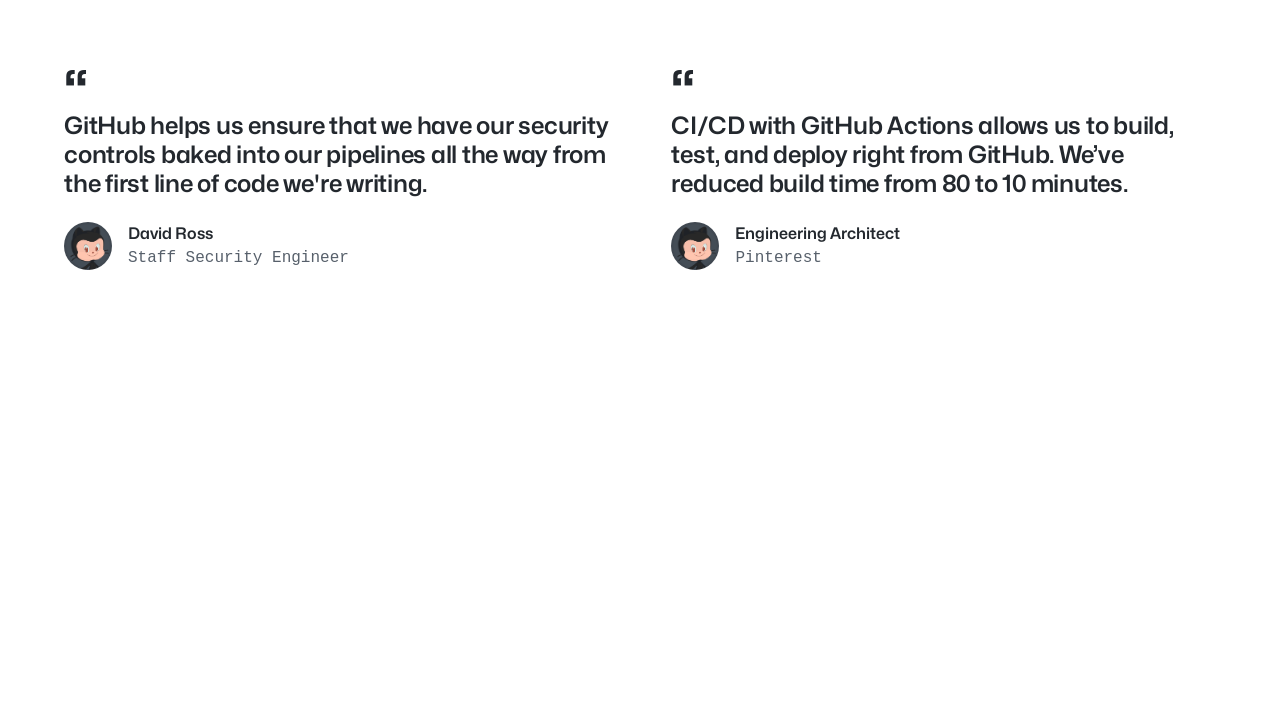 “
GitHub helps us ensure that we have our security
controls baked into our pipelines all the way from
the first line of code we're writing.
David Ross
Staff Security Engineer
“
CI/CD with GitHub Actions allows us to build,
test, and deploy right from GitHub. We’ve
reduced build time from 80 to 10 minutes.
Engineering Architect
Pinterest